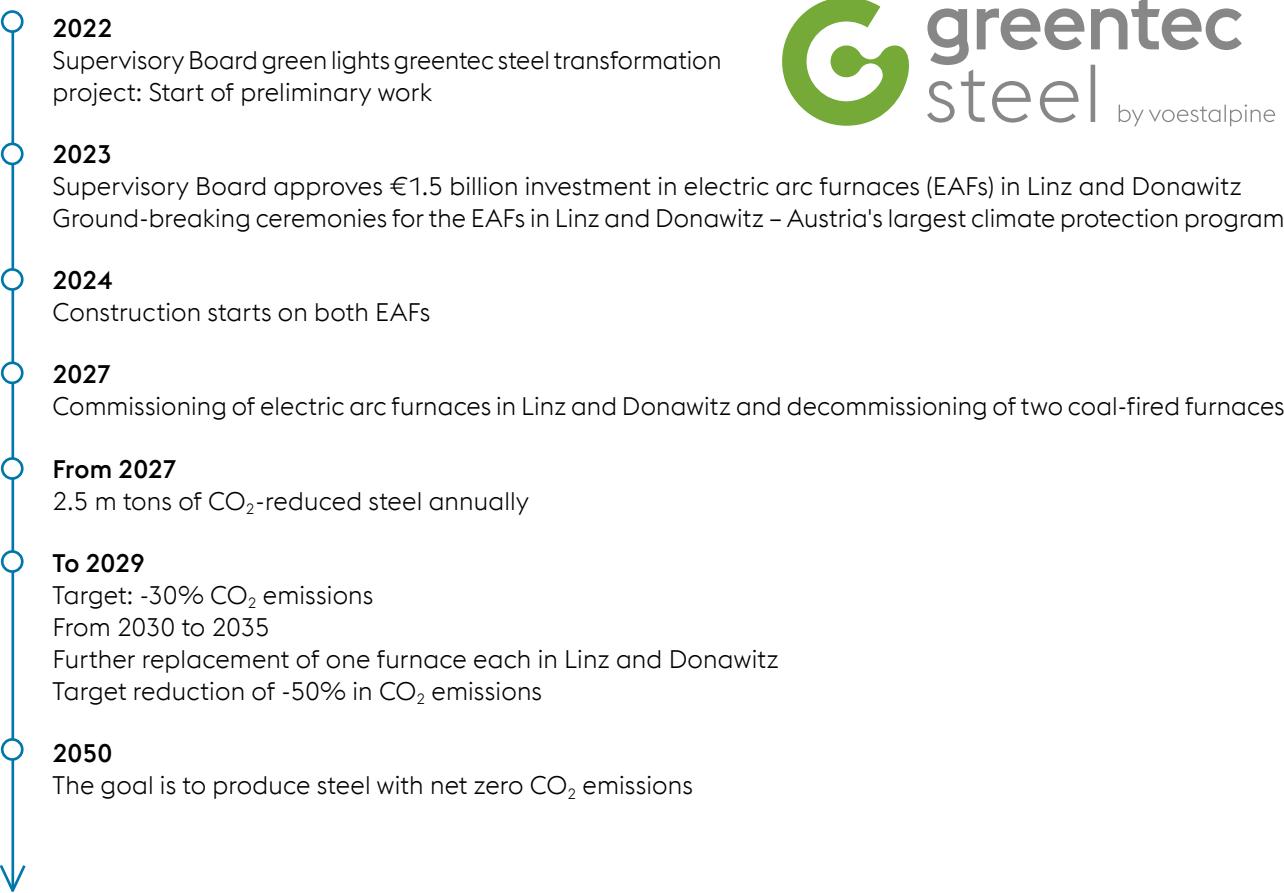 greentec
steel by voestalpine
2022
Supervisory Board green lights greentec steel transformation
project: Start of preliminary work
2023
Supervisory Board approves €1.5 billion investment in electric arc furnaces (EAFs) in Linz and Donawitz
Ground-breaking ceremonies for the EAFs in Linz and Donawitz – Austria's largest climate protection program
2024
Construction starts on both EAFs
2027
Commissioning of electric arc furnaces in Linz and Donawitz and decommissioning of two coal-fired furnaces
From 2027
2.5 m tons of CO₂-reduced steel annually
To 2029
Target: -30% CO₂ emissions
From 2030 to 2035
Further replacement of one furnace each in Linz and Donawitz
Target reduction of -50% in CO₂ emissions
2050
The goal is to produce steel with net zero CO₂ emissions